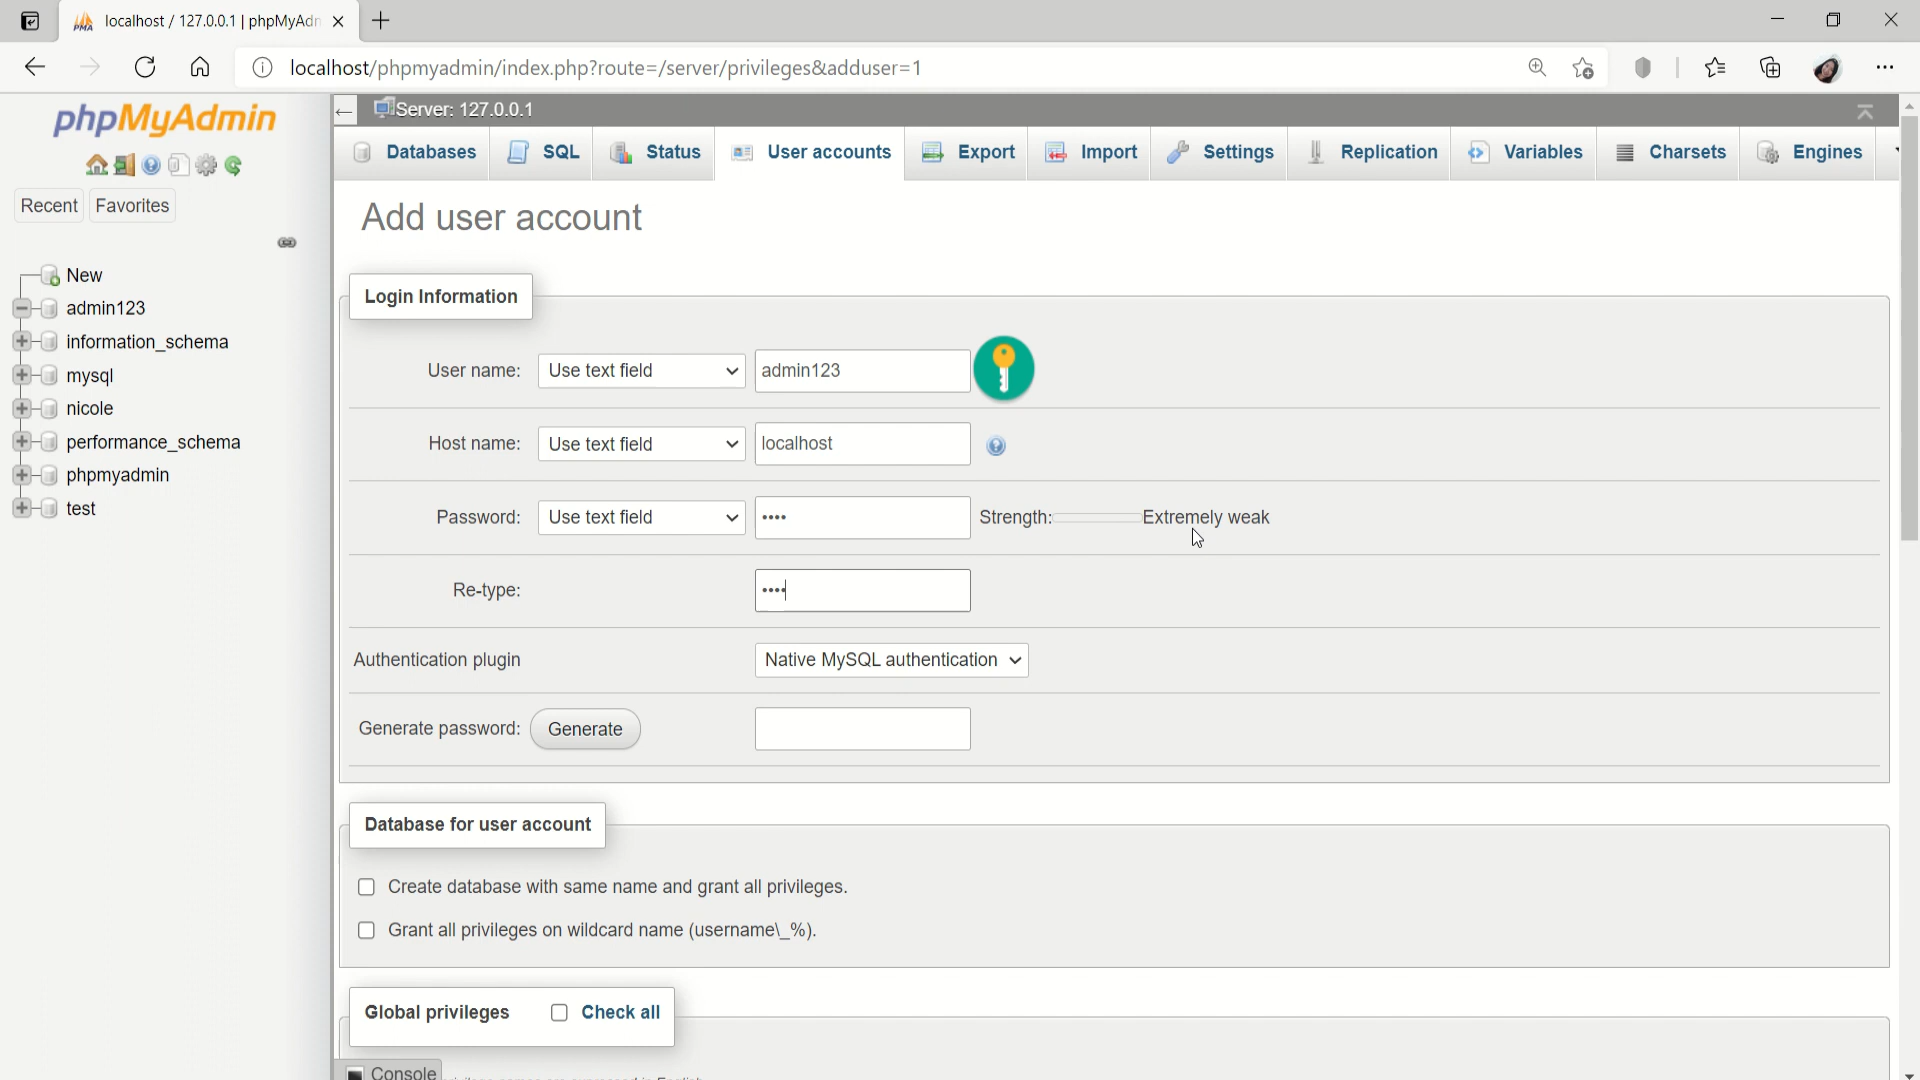 localhost / 127.0.0.1 | phpMyAdn
localhost/phpmyadmin/index.php?route=/server/privileges&adduser=1
phpMyAdmin
Recent Favorites
New
admin123
information_schema
mysql
nicole
performance_schema
phpmyadmin
test
Server: 127.0.0.1
Databases SQL Status User accounts Export Import Settings Replication Variables Charsets Engines
Add user account
Login Information
User name: Use text field admin123
Host name: Use text field localhost
Password: Use text field •••• Strength: Extremely weak
Re-type: ••••
Authentication plugin Native MySQL authentication
Generate password: Generate
Database for user account
Create database with same name and grant all privileges.
Grant all privileges on wildcard name (username\_%).
Global privileges Check all
Console